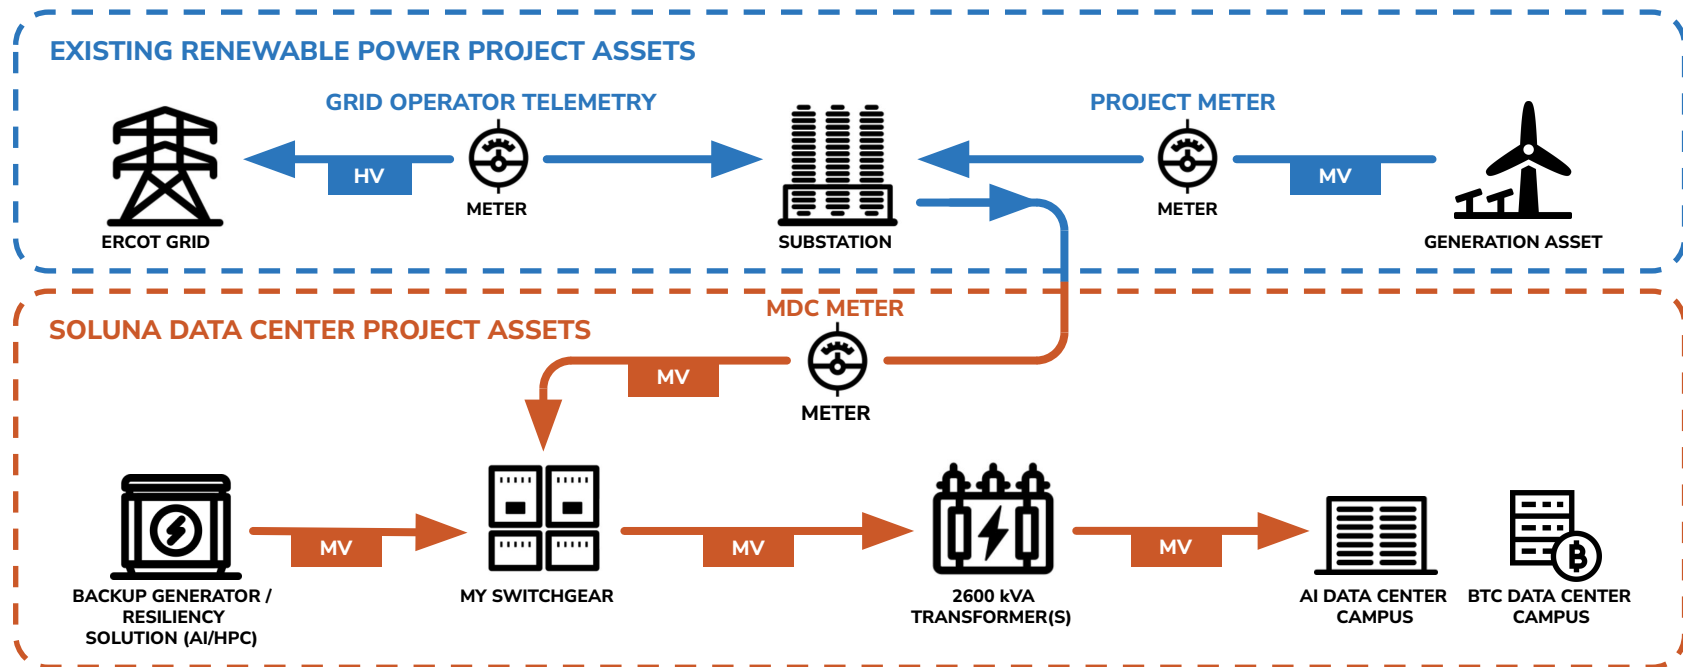 EXISTING RENEWABLE POWER PROJECT ASSETS
GRID OPERATOR TELEMETRY
PROJECT METER
HV
MV
METER
METER
ERCOT GRID
SUBSTATION
GENERATION ASSET
MDC METER
SOLUNA DATA CENTER PROJECT ASSETS
MV
METER
MV
MV
MV
BACKUP GENERATOR /
RESILIENCY
SOLUTION (AI/HPC)
MY SWITCHGEAR
2600 kVA
TRANSFORMER(S)
AI DATA CENTER
CAMPUS
BTC DATA CENTER
CAMPUS